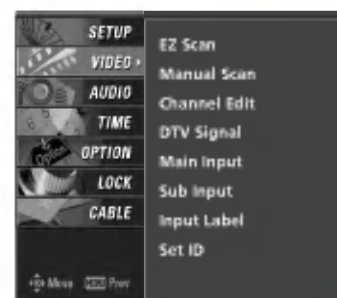 SETUP
VIDEO
AUDIO
TIME
OPTION
LOCK
CABLE
Move MENU Prev
EZ Scan
Manual Scan
Channel Edit
DTV Signal
Main Input
Sub Input
Input Label
Set ID